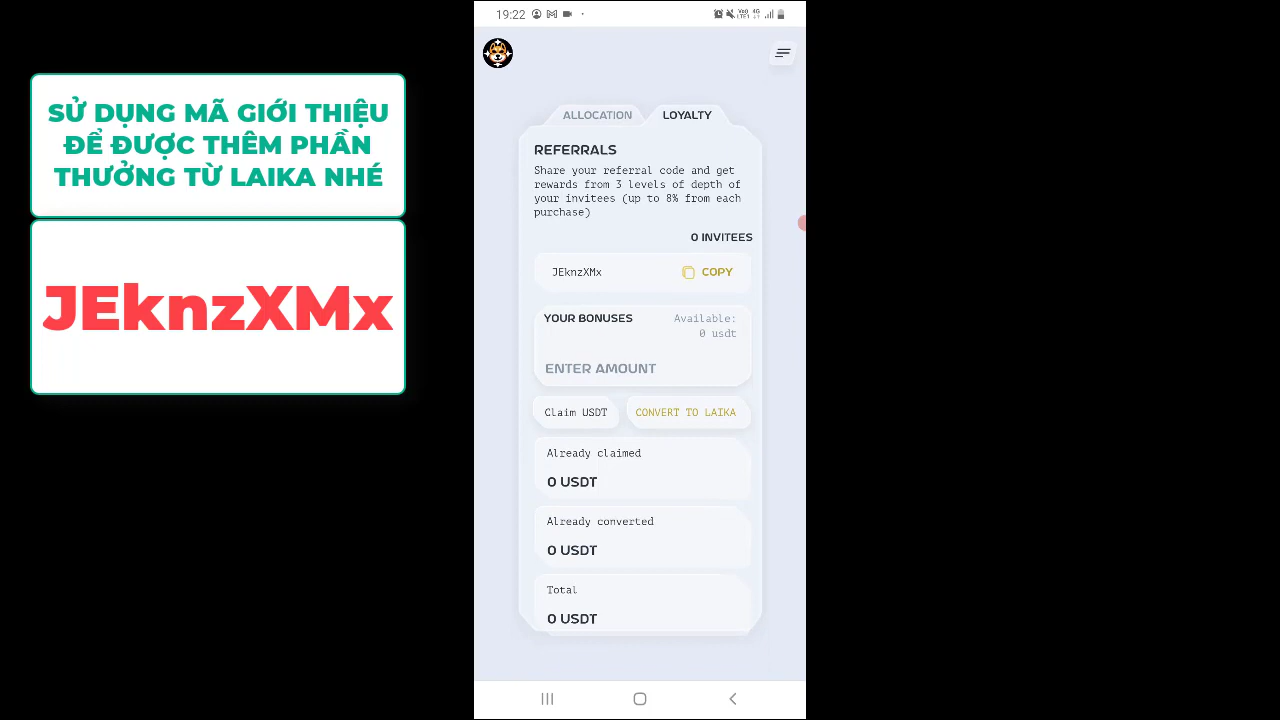 SỬ DỤNG MÃ GIỚI THIỆU
ĐỂ ĐƯỢC THÊM PHẦN
THƯỞNG TỪ LAIKA NHÉ
JEknzXMx
19:22
ALLOCATION
LOYALTY
REFERRALS
Share your referral code and get
rewards from 3 levels of depth of
your invitees (up to 8% from each
purchase)
0 INVITEES
JEknzXMx
COPY
YOUR BONUSES
Available:
0 usdt
ENTER AMOUNT
Claim USDT
CONVERT TO LAIKA
Already claimed
0 USDT
Already converted
0 USDT
Total
0 USDT